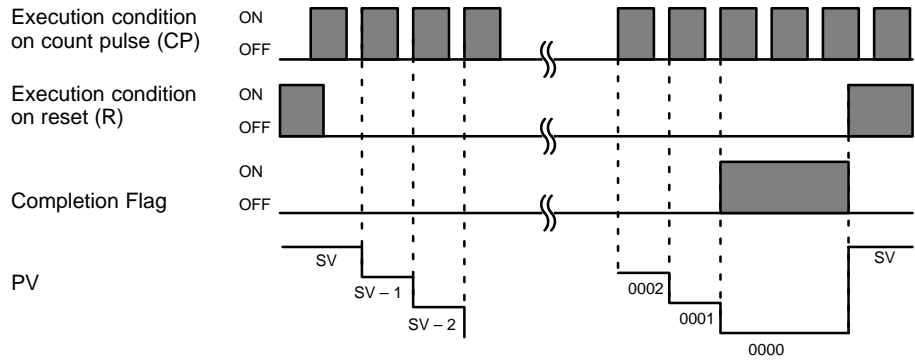 Execution condition
on count pulse (CP)
ON
OFF
Execution condition
on reset (R)
ON
OFF
Completion Flag
ON
OFF
PV
SV
SV – 1
SV – 2
0002
0001
0000
SV